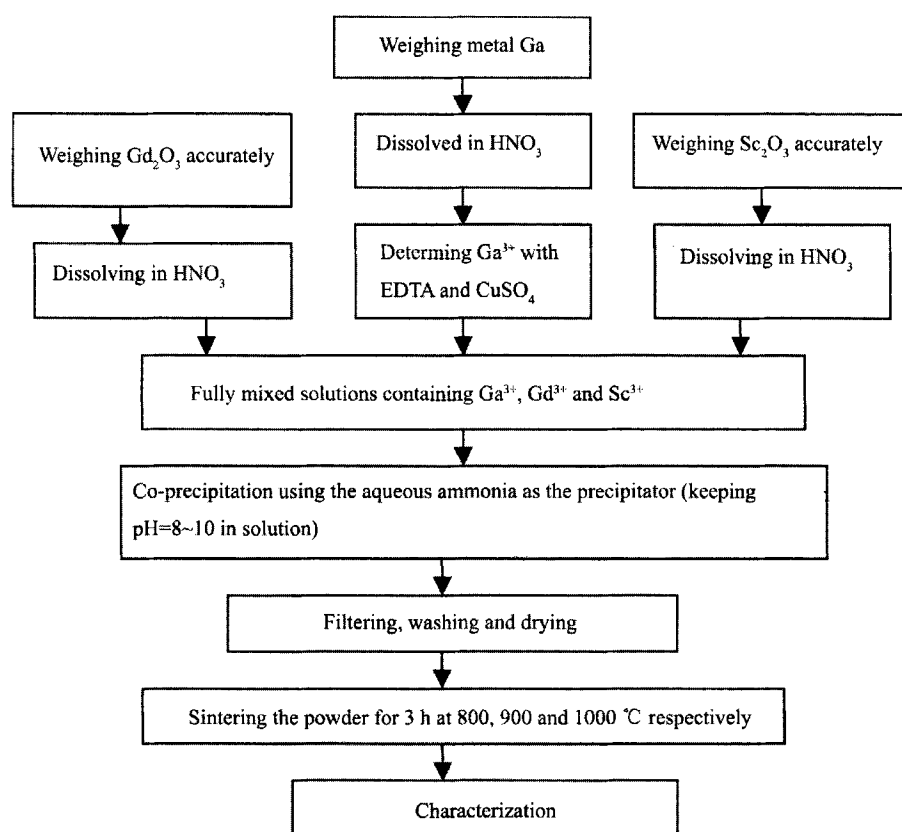 Weighing metal Ga
Weighing Gd₂O₃ accurately
Dissolved in HNO₃
Weighing Sc₂O₃ accurately
Dissolving in HNO₃
Determing Ga³⁺ with
EDTA and CuSO₄
Dissolving in HNO₃
Fully mixed solutions containing Ga³⁺, Gd³⁺ and Sc³⁺
Co-precipitation using the aqueous ammonia as the precipitator (keeping
pH=8~10 in solution)
Filtering, washing and drying
Sintering the powder for 3 h at 800, 900 and 1000 ℃ respectively
Characterization